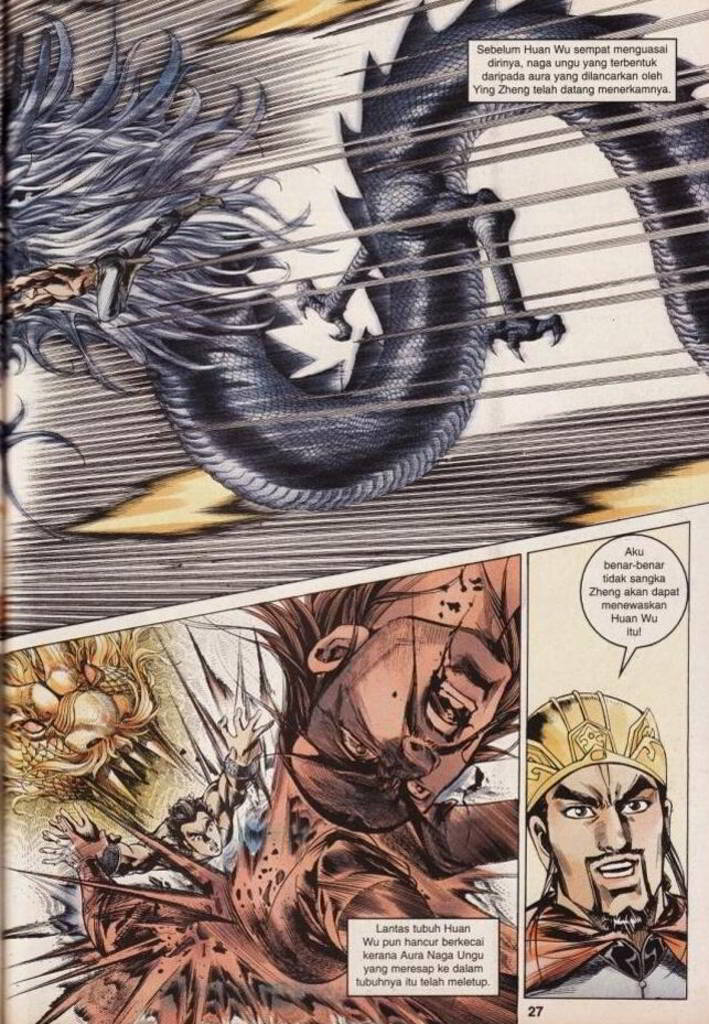 Sebelum Huan Wu sempat menguasai
dirinya, naga ungu yang terbentuk
daripada aura yang dilancarkan oleh
Ying Zheng telah datang menerkamnya.
Aku
benar-benar
tidak sangka
Zheng akan dapat
menewaskan
Huan Wu
itu!
Lantas tubuh Huan
Wu pun hancur berkecai
kerana Aura Naga Ungu
yang meresap ke dalam
tubuhnya itu telah meletup.
27